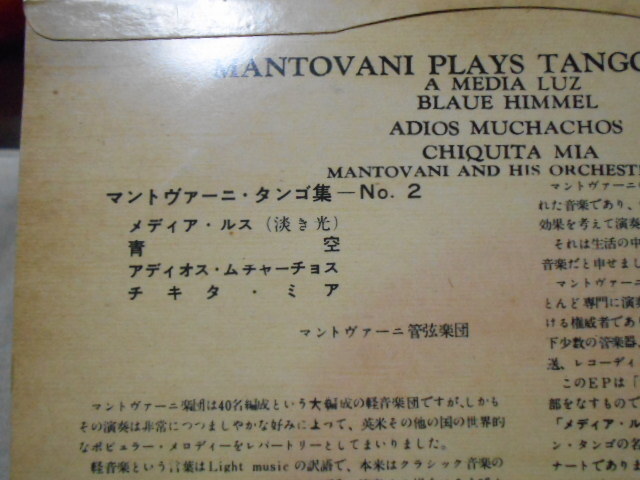 MANTOVANI PLAYS TANGO
A MEDIA LUZ
BLAUE HIMMEL
ADIOS MUCHACHOS
CHIQUITA MIA
MANTOVANI AND HIS ORCHEST
マントヴァーニ・タンゴ集—No. 2
メディア・ルス(淡き光)
青空
アディオス・ムチャーチョス
チキタ・ミア
マントヴァーニ管弦楽団
マントヴァーニ楽団は40名編成という大編成の軽音楽団ですが、しかも
その演奏は非常につつましやかな好みによって、英米その他の国の世界的
なポピュラー・メロディーをレパートリーとしてまいりました。
軽音楽という言葉はLight musicの訳語で、本来はクラシック音楽の
マントヴァーニ
れた音楽であり、
効果を考えて演奏
それは生活の中
音楽だと申せまし
マントヴァーニ
とんど専門に演奏
ける権威者であり
下少数の管楽器、
送、レコーディ
このEPは「
部をなすもので
「メディア・ル
ン・タンゴの名
ナートでありま